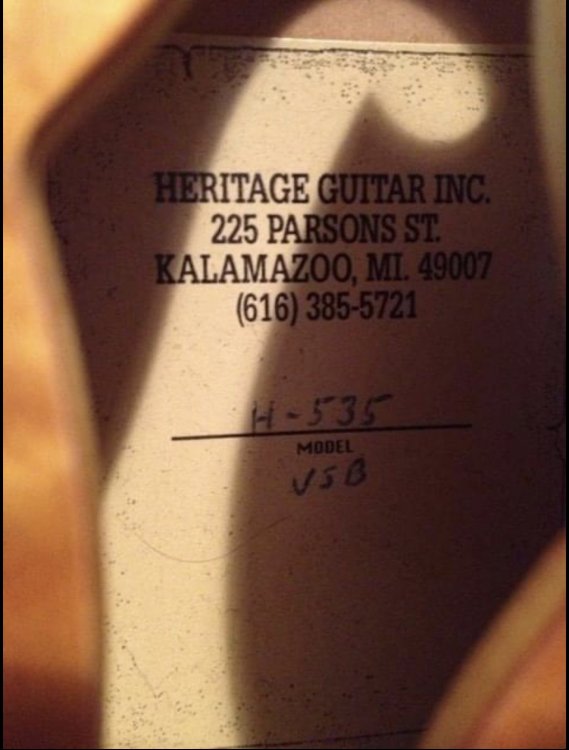 HERITAGE GUITAR INC.
225 PARSONS ST.
KALAMAZOO, MI. 49007
(616) 385-5721
H-535
MODEL
VSB